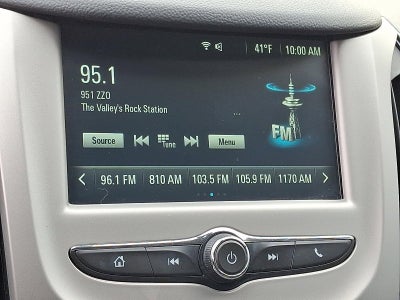 41°F 10:00 AM
95.1
951 ZZO
The Valley's Rock Station
...
FM
Source Tune Menu
96.1 FM 810 AM 103.5 FM 105.9 FM 1170 AM